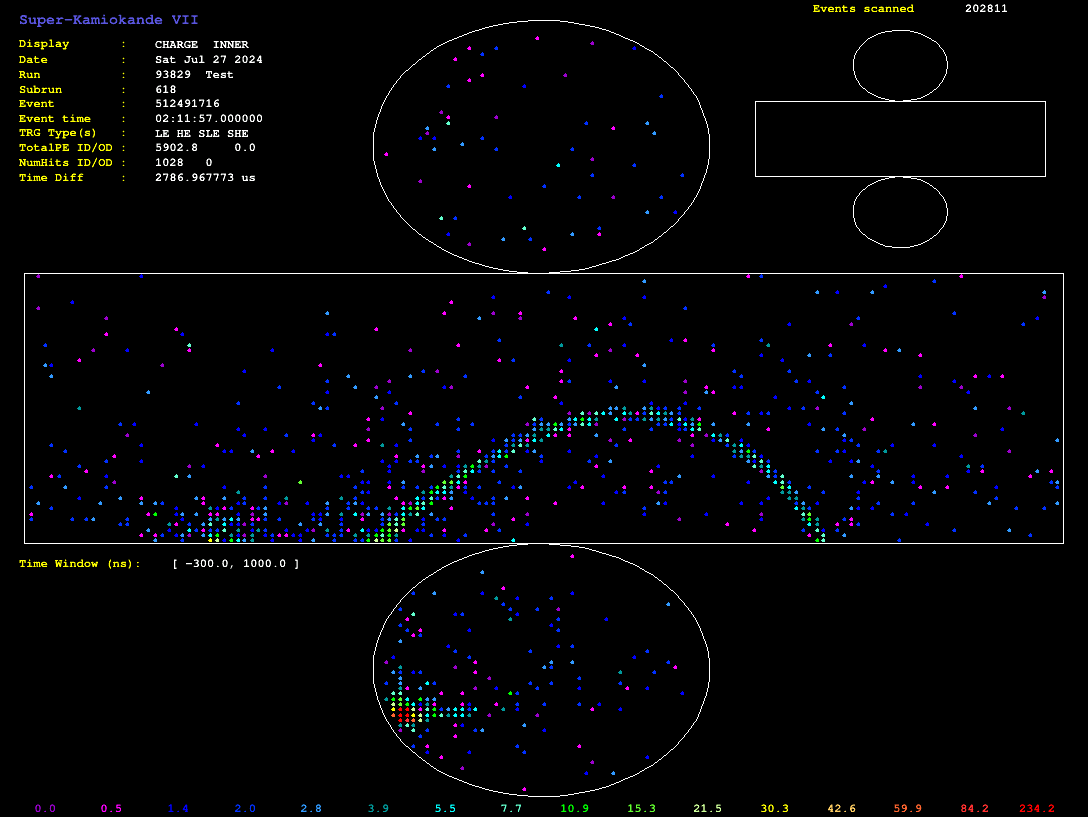 Super-Kamiokande VII
Events scanned 202811
Display : CHARGE INNER
Date : Sat Jul 27 2024
Run : 93829 Test
Subrun : 618
Event : 512491716
Event time : 02:11:57.000000
TRG Type(s) : LE HE SLE SHE
TotalPE ID/OD : 5902.8 0.0
NumHits ID/OD : 1028 0
Time Diff : 2786.967773 us
Time Window (ns): [ -300.0, 1000.0 ]
0.0 0.5 1.4 2.0 2.8 3.9 5.5 7.7 10.9 15.3 21.5 30.3 42.6 59.9 84.2 234.2